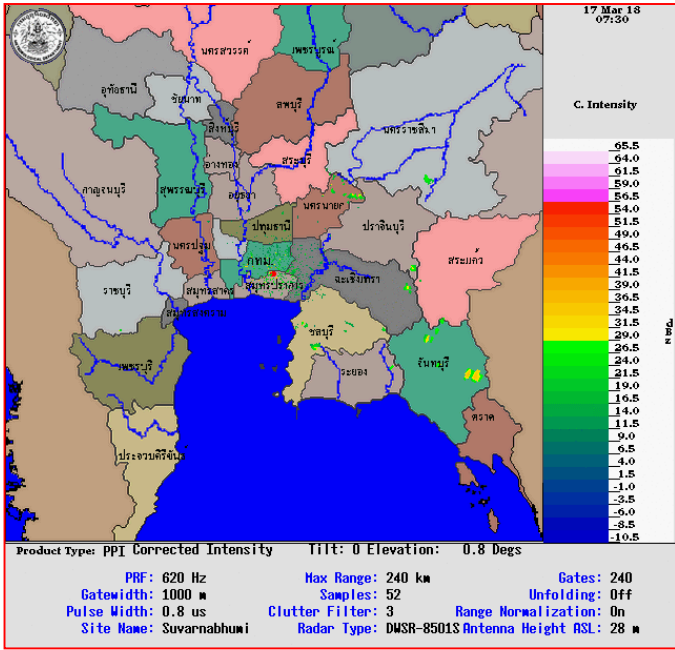 17 Mar 18
07:30
C. Intensity
65.5
64.0
61.5
59.0
56.5
54.0
51.5
49.0
46.5
44.0
41.5
39.0
36.5
34.0
31.5
29.0
26.5
24.0
21.5
19.0
16.5
14.0
11.5
9.0
6.5
4.0
1.5
-1.0
-3.5
-6.0
-8.5
-10.5
นครสวรรค์
เพชรบูรณ์
อุทัยธานี
ชัยนาท
ลพบุรี
สิงห์บุรี
นครราชสีมา
อ่างทอง
สระบุรี
กาญจนบุรี
สุพรรณบุรี
อยุธยา
นครนายก
ปทุมธานี
ปราจีนบุรี
นครปฐม
กทม.
สระแก้ว
ราชบุรี
สมุทรสาคร
สมุทรปราการ
ฉะเชิงเทรา
สมุทรสงคราม
ชลบุรี
เพชรบุรี
ระยอง
จันทบุรี
ตราด
ประจวบคีรีขันธ์
Product Type: PPI Corrected Intensity Tilt: 0 Elevation: 0.8 Degs
PRF: 620 Hz Max Range: 240 km Gates: 240
Gatewidth: 1000 m Samples: 52 Unfolding: Off
Pulse Width: 0.8 us Clutter Filter: 3 Range Normalization: On
Site Name: Suvarnabhumi Radar Type: DWSR-8501S Antenna Height ASL: 28 m